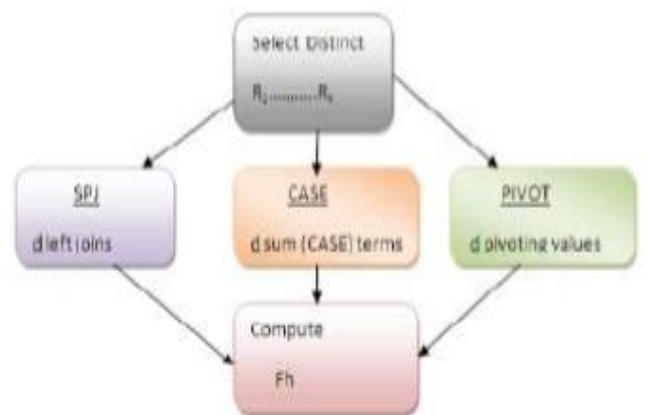 Select Distinct
SPJ
d left joins
CASE
d sum (CASE) terms
PIVOT
d pivoting values
Compute
Fh